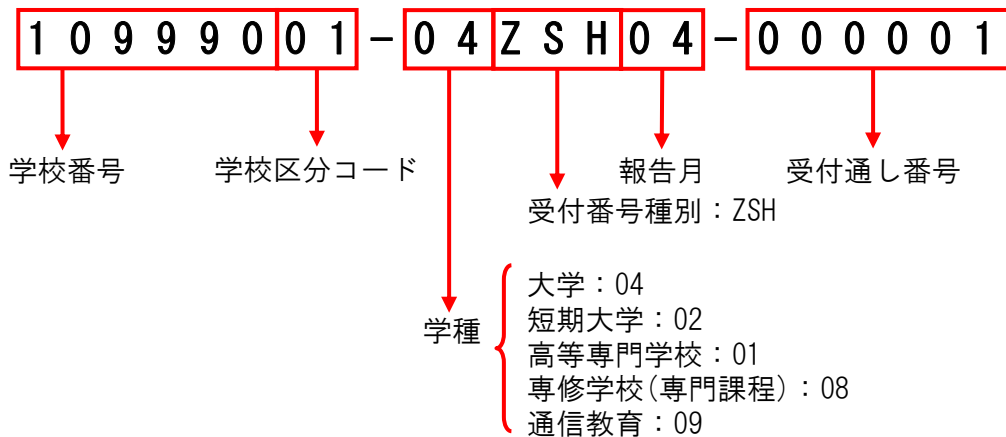 10999001-04ZSH04-000001
学校番号
学校区分コード
報告月
受付通し番号
受付番号種別：ZSH
学種
大学：04
短期大学：02
高等専門学校：01
専修学校(専門課程)：08
通信教育：09